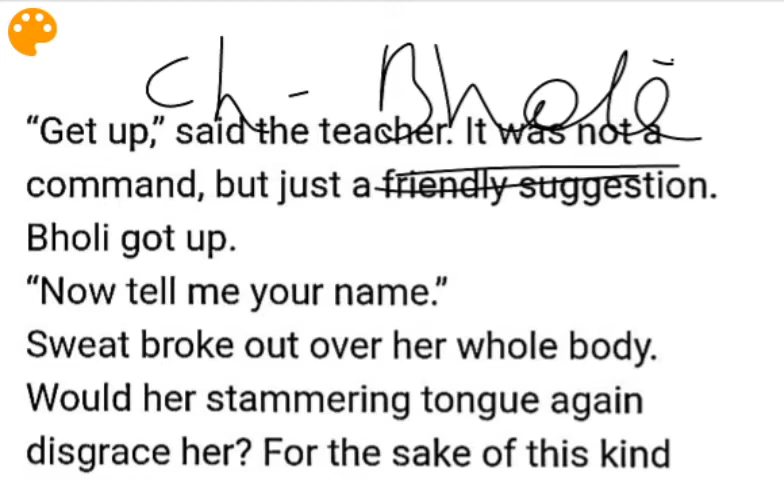 Ch - Bholi
“Get up,” said the teacher. It was not a
command, but just a friendly suggestion.
Bholi got up.
“Now tell me your name.”
Sweat broke out over her whole body.
Would her stammering tongue again
disgrace her? For the sake of this kind